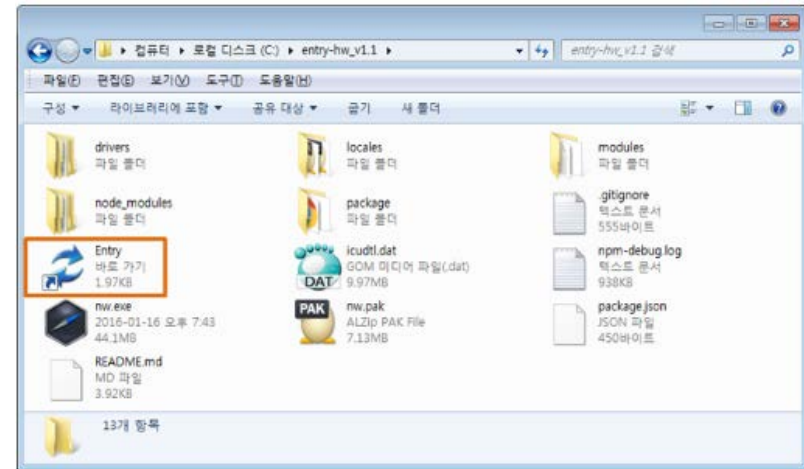 컴퓨터 ▸ 로컬 디스크 (C:) ▸ entry-hw_v1.1 ▸
entry-hw_v1.1 검색
파일(F) 편집(E) 보기(V) 도구(T) 도움말(H)
구성 ▼ 라이브러리에 포함 ▼ 공유 대상 ▼ 굽기 새 폴더
drivers
파일 폴더
locales
파일 폴더
modules
파일 폴더
node_modules
파일 폴더
package
파일 폴더
.gitignore
텍스트 문서
555바이트
Entry
바로 가기
1.97KB
DAT
icudtl.dat
GOM 미디어 파일(.dat)
9.97MB
npm-debug.log
텍스트 문서
938KB
nw.exe
2016-01-16 오후 7:43
44.1MB
PAK
nw.pak
ALZip PAK File
7.13MB
package.json
JSON 파일
450바이트
README.md
MD 파일
3.92KB
13개 항목